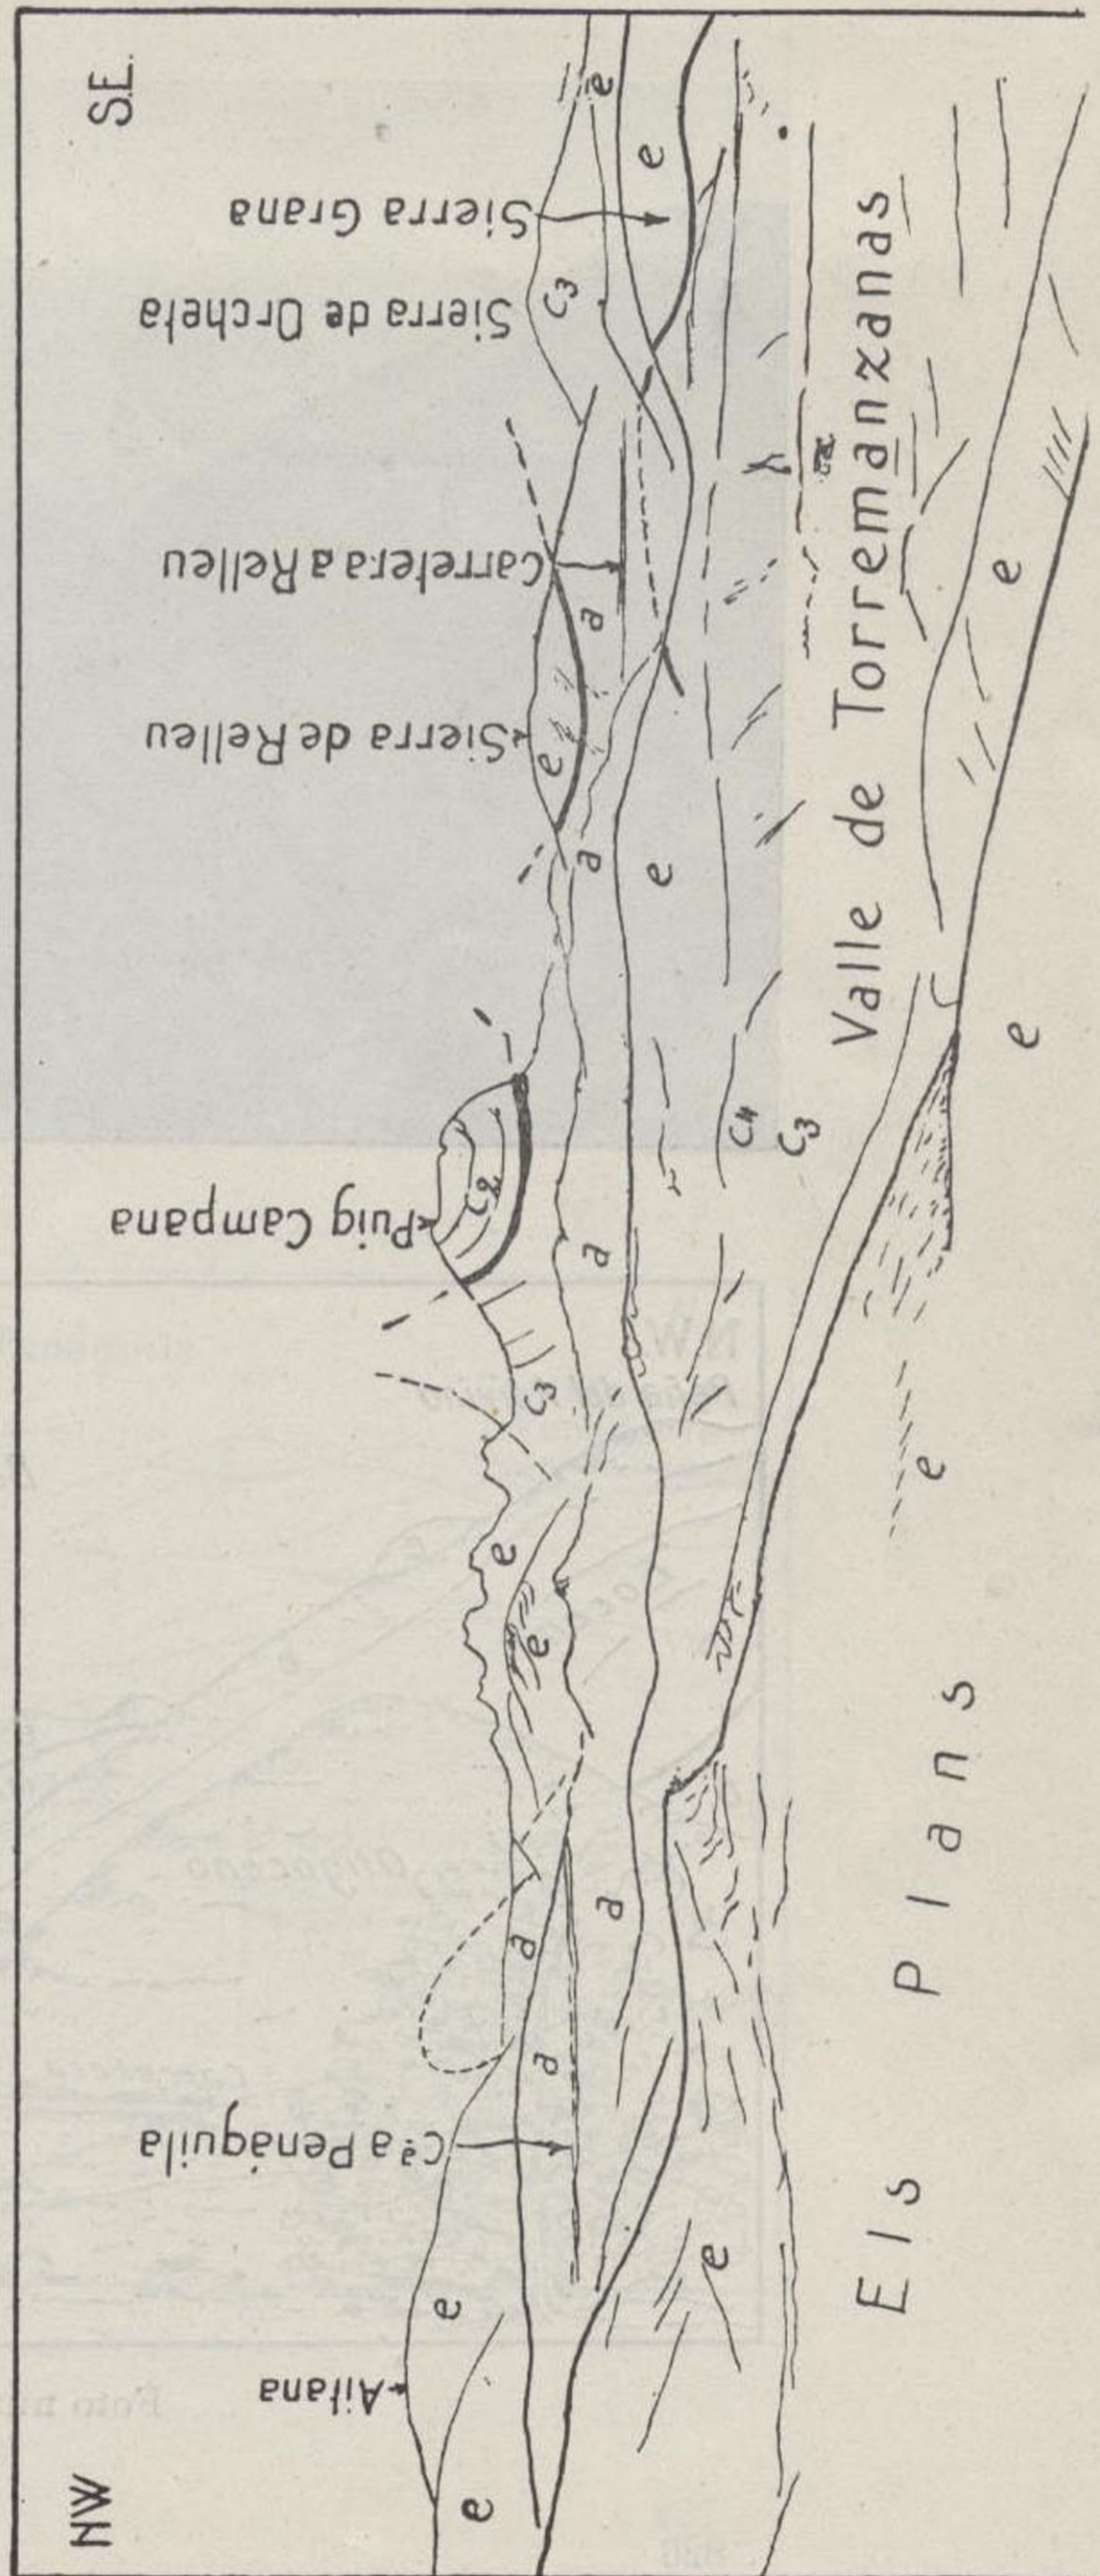 NW
S.E.
Aitana
Cª a Penáguila
Puig Campana
Sierra de Relleu
Carretera a Relleu
Sierra de Orcheta
Sierra Grana
e
e
e
a
a
a
e
e
C3
C2
a
a
e
e
a
C3
e
e
C4
C3
e
e
e
Els Plans
Valle de Torremanzanas